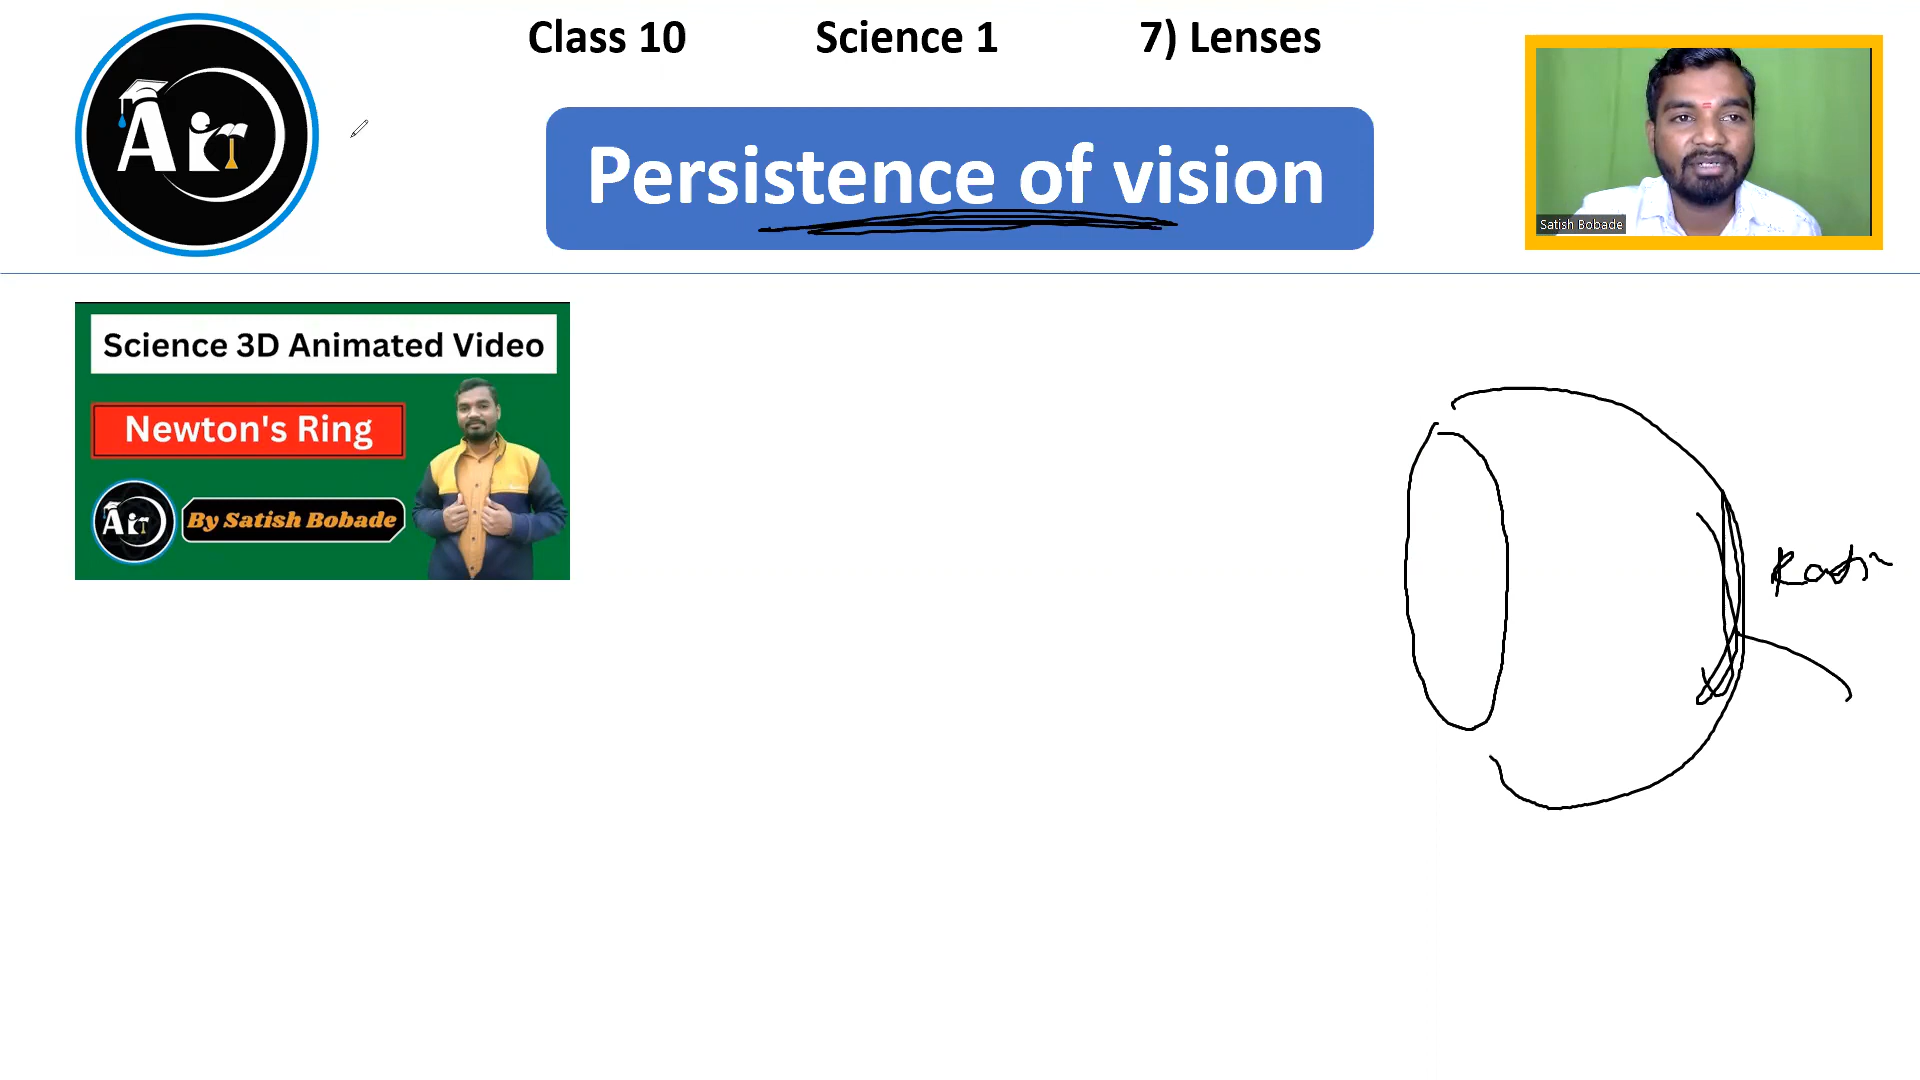 Class 10 Science 1 7) Lenses
Persistence of vision
Satish Bobade
Science 3D Animated Video
Newton's Ring
By Satish Bobade